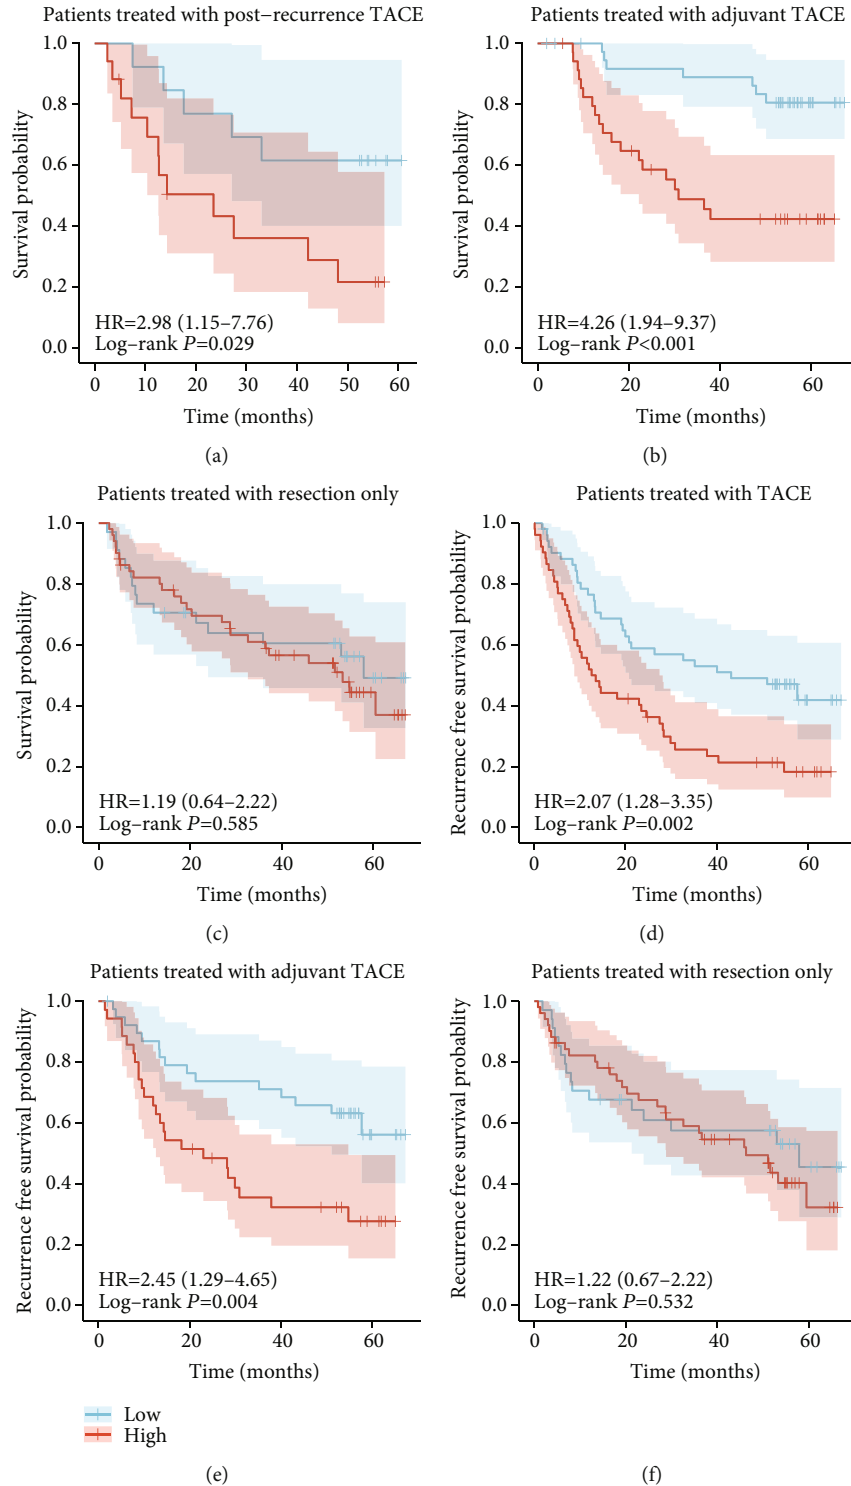 Patients treated with post−recurrence TACE
Survival probability
1.0
0.8
0.6
0.4
0.2
0.0
HR=2.98 (1.15–7.76)
Log–rank P=0.029
0 10 20 30 40 50 60
Time (months)
(a)
Patients treated with adjuvant TACE
Survival probability
1.0
0.8
0.6
0.4
0.2
0.0
HR=4.26 (1.94–9.37)
Log–rank P<0.001
0 20 40 60
Time (months)
(b)
Patients treated with resection only
Survival probability
1.0
0.8
0.6
0.4
0.2
0.0
HR=1.19 (0.64–2.22)
Log–rank P=0.585
0 20 40 60
Time (months)
(c)
Patients treated with TACE
Recurrence free survival probability
1.0
0.8
0.6
0.4
0.2
0.0
HR=2.07 (1.28–3.35)
Log–rank P=0.002
0 20 40 60
Time (months)
(d)
Patients treated with adjuvant TACE
Recurrence free survival probability
1.0
0.8
0.6
0.4
0.2
0.0
HR=2.45 (1.29–4.65)
Log–rank P=0.004
0 20 40 60
Time (months)
Low
High
(e)
Patients treated with resection only
Recurrence free survival probability
1.0
0.8
0.6
0.4
0.2
0.0
HR=1.22 (0.67–2.22)
Log–rank P=0.532
0 20 40 60
Time (months)
(f)